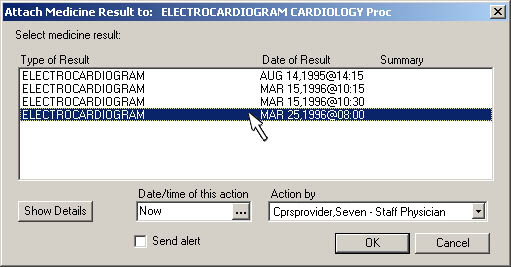 Attach Medicine Result to: ELECTROCARDIOGRAM CARDIOLOGY Proc
Select medicine result:
Type of Result Date of Result Summary
ELECTROCARDIOGRAM AUG 14,1995@14:15
ELECTROCARDIOGRAM MAR 15,1996@10:15
ELECTROCARDIOGRAM MAR 15,1996@10:30
ELECTROCARDIOGRAM MAR 25,1996@08:00
Date/time of this action Action by
Show Details Now ... Cprsprovider,Seven - Staff Physician
Send alert OK Cancel